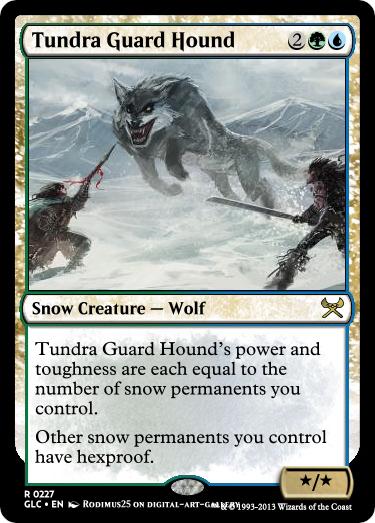 Tundra Guard Hound 2
Snow Creature — Wolf
Tundra Guard Hound's power and
toughness are each equal to the
number of snow permanents you
control.
Other snow permanents you control
have hexproof.
*/*
R 0227
GLC • EN Rodimus25 on digital-art-gallery ™ & © 1993-2013 Wizards of the Coast